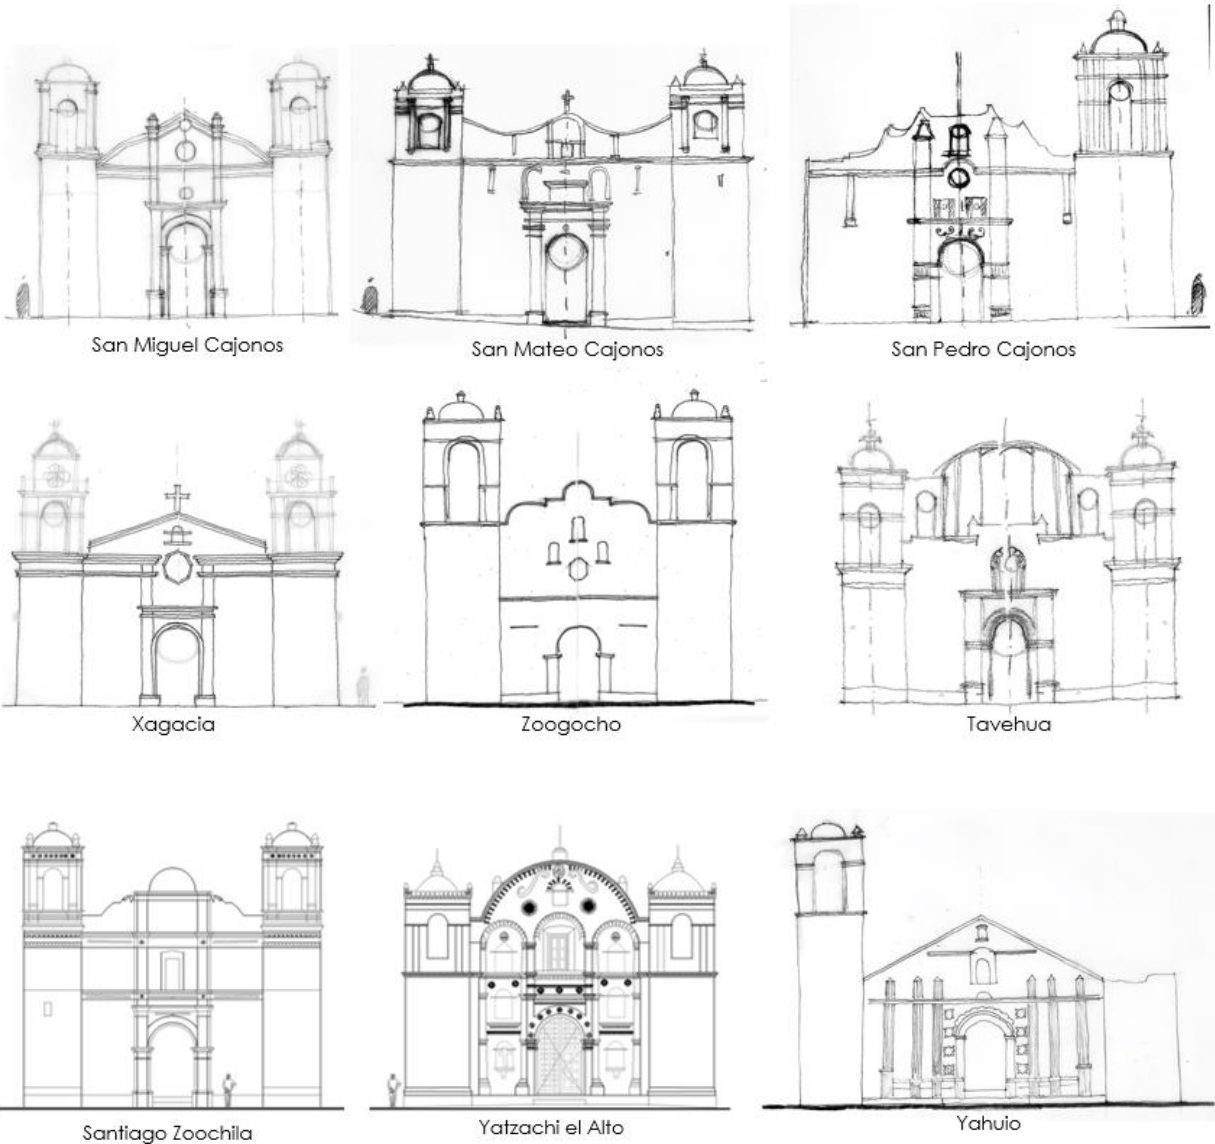 San Miguel Cajonos
San Mateo Cajonos
San Pedro Cajonos
Xagacia
Zoogocho
Tavehua
Santiago Zoochila
Yatzachi el Alto
Yahuio